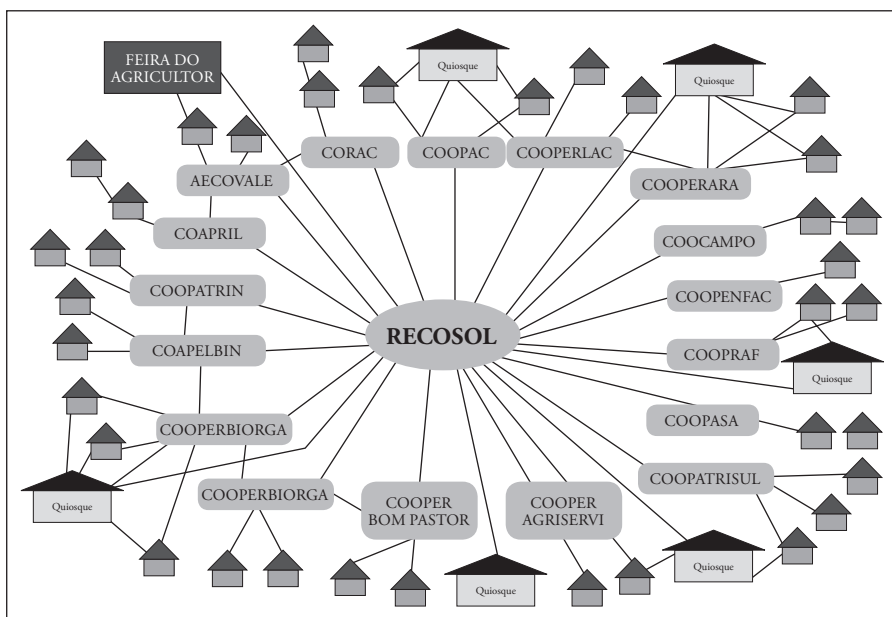 FEIRA DO
AGRICULTOR
Quiosque
Quiosque
CORAC
COOPAC
COOPERLAC
AECOVALE
COOPERARA
COAPRIL
COOCAMPO
COOPATRIN
COOPENFAC
RECOSOL
COAPELBIN
COOPRAF
Quiosque
COOPERBIORGA
COOPASA
COOPATRISUL
COOPERBIORGA
COOPER
BOM PASTOR
COOPER
AGRISERVI
Quiosque
Quiosque
Quiosque